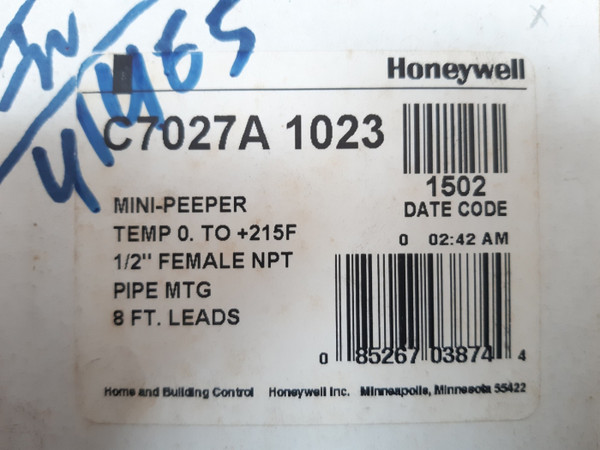 Honeywell
C7027A 1023
1502
DATE CODE
0 02:42 AM
MINI-PEEPER
TEMP 0. TO +215F
1/2" FEMALE NPT
PIPE MTG
8 FT. LEADS
0 85267 03874 4
Home and Building Control Honeywell Inc. Minneapolis, Minnesota 55422